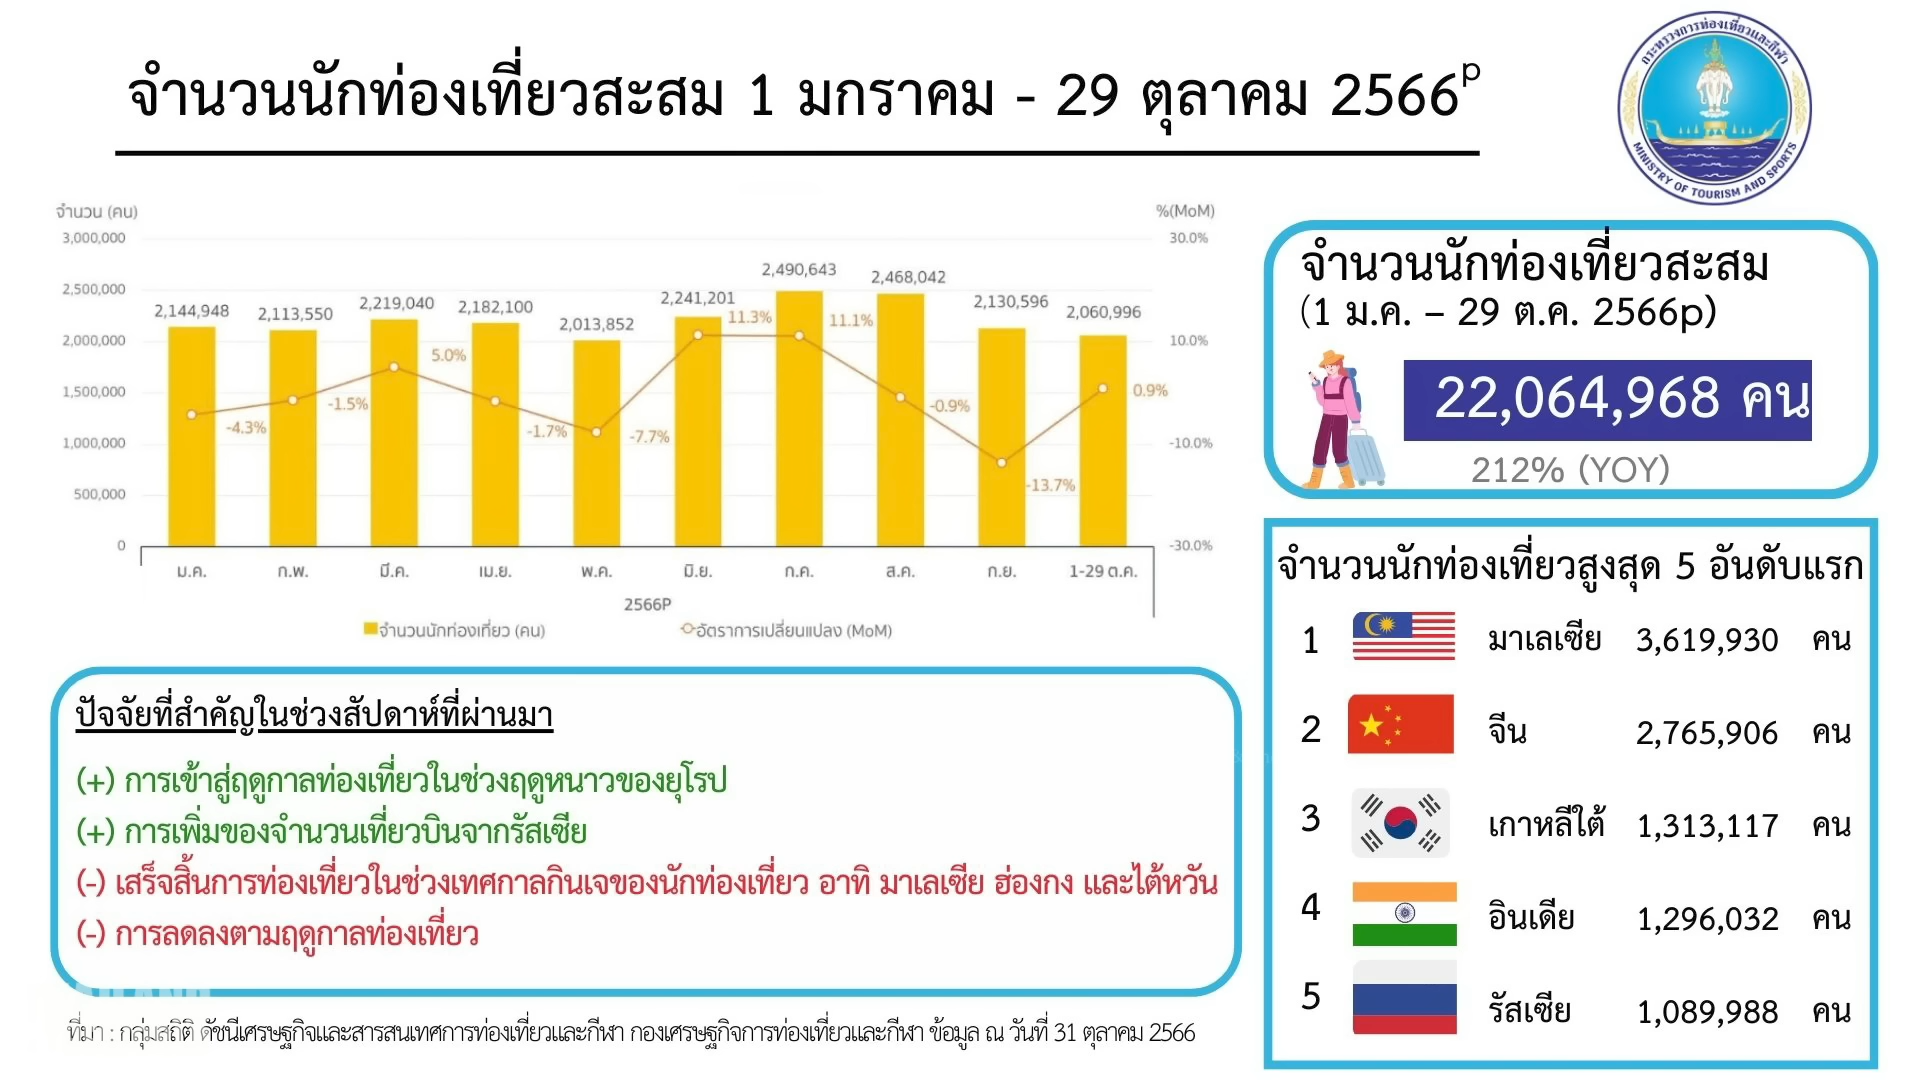 จำนวนนักท่องเที่ยวสะสม 1 มกราคม - 29 ตุลาคม 2566p
กระทรวงการท่องเที่ยวและกีฬา
MINISTRY OF TOURISM AND SPORTS
จำนวน (คน)
%(MoM)
3,000,000
2,500,000
2,000,000
1,500,000
1,000,000
500,000
0
30.0%
10.0%
-10.0%
-30.0%
2,144,948
2,113,550
2,219,040
2,182,100
2,013,852
2,241,201
2,490,643
2,468,042
2,130,596
2,060,996
-4.3%
-1.5%
5.0%
-1.7%
-7.7%
11.3%
11.1%
-0.9%
-13.7%
0.9%
ม.ค. ก.พ. มี.ค. เม.ย. พ.ค. มิ.ย. ก.ค. ส.ค. ก.ย. 1-29 ต.ค.
2566P
จำนวนนักท่องเที่ยว (คน) อัตราการเปลี่ยนแปลง (MoM)
จำนวนนักท่องเที่ยวสะสม
(1 ม.ค. – 29 ต.ค. 2566p)
22,064,968 คน
212% (YOY)
จำนวนนักท่องเที่ยวสูงสุด 5 อันดับแรก
1 มาเลเซีย 3,619,930 คน
2 จีน 2,765,906 คน
3 เกาหลีใต้ 1,313,117 คน
4 อินเดีย 1,296,032 คน
5 รัสเซีย 1,089,988 คน
ปัจจัยที่สำคัญในช่วงสัปดาห์ที่ผ่านมา
(+) การเข้าสู่ฤดูกาลท่องเที่ยวในช่วงฤดูหนาวของยุโรป
(+) การเพิ่มของจำนวนเที่ยวบินจากรัสเซีย
(-) เสร็จสิ้นการท่องเที่ยวในช่วงเทศกาลกินเจของนักท่องเที่ยว อาทิ มาเลเซีย ฮ่องกง และไต้หวัน
(-) การลดลงตามฤดูกาลท่องเที่ยว
ที่มา : กลุ่มสถิติ ดัชนีเศรษฐกิจและสารสนเทศการท่องเที่ยวและกีฬา กองเศรษฐกิจการท่องเที่ยวและกีฬา ข้อมูล ณ วันที่ 31 ตุลาคม 2566